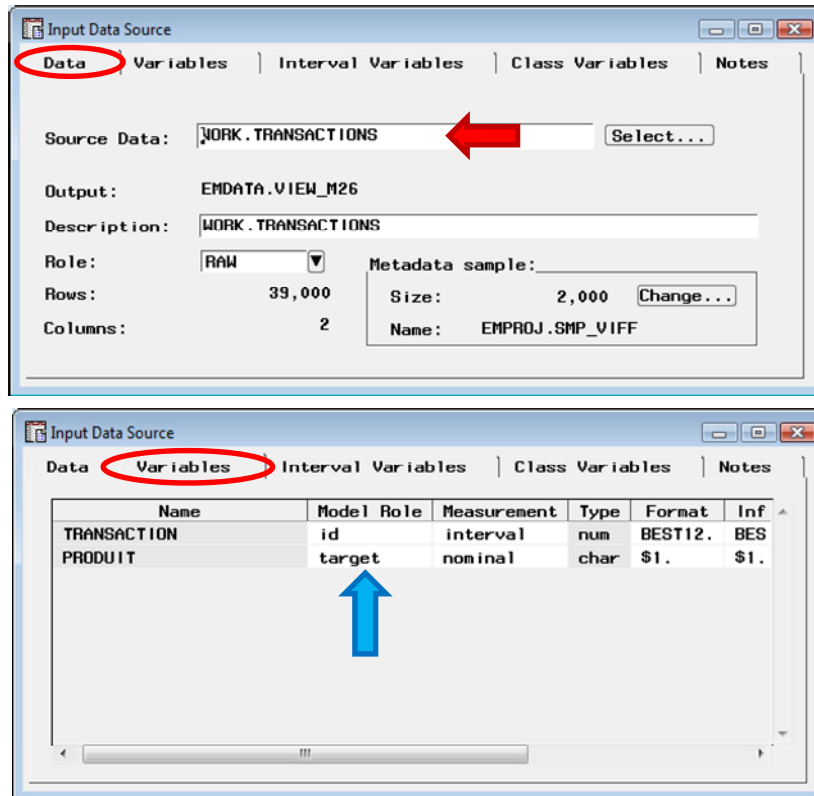 Input Data Source
Data Variables Interval Variables Class Variables Notes
Source Data: WORK.TRANSACTIONS Select...
Output: EMDATA.VIEW_M26
Description: WORK.TRANSACTIONS
Role: RAW Metadata sample:
Rows: 39,000 Size: 2,000 Change...
Columns: 2 Name: EMPROJ.SMP_VIFF
Input Data Source
Data Variables Interval Variables Class Variables Notes
Name Model Role Measurement Type Format Inf
TRANSACTION id interval num BEST12. BES
PRODUIT target nominal char $1. $1.